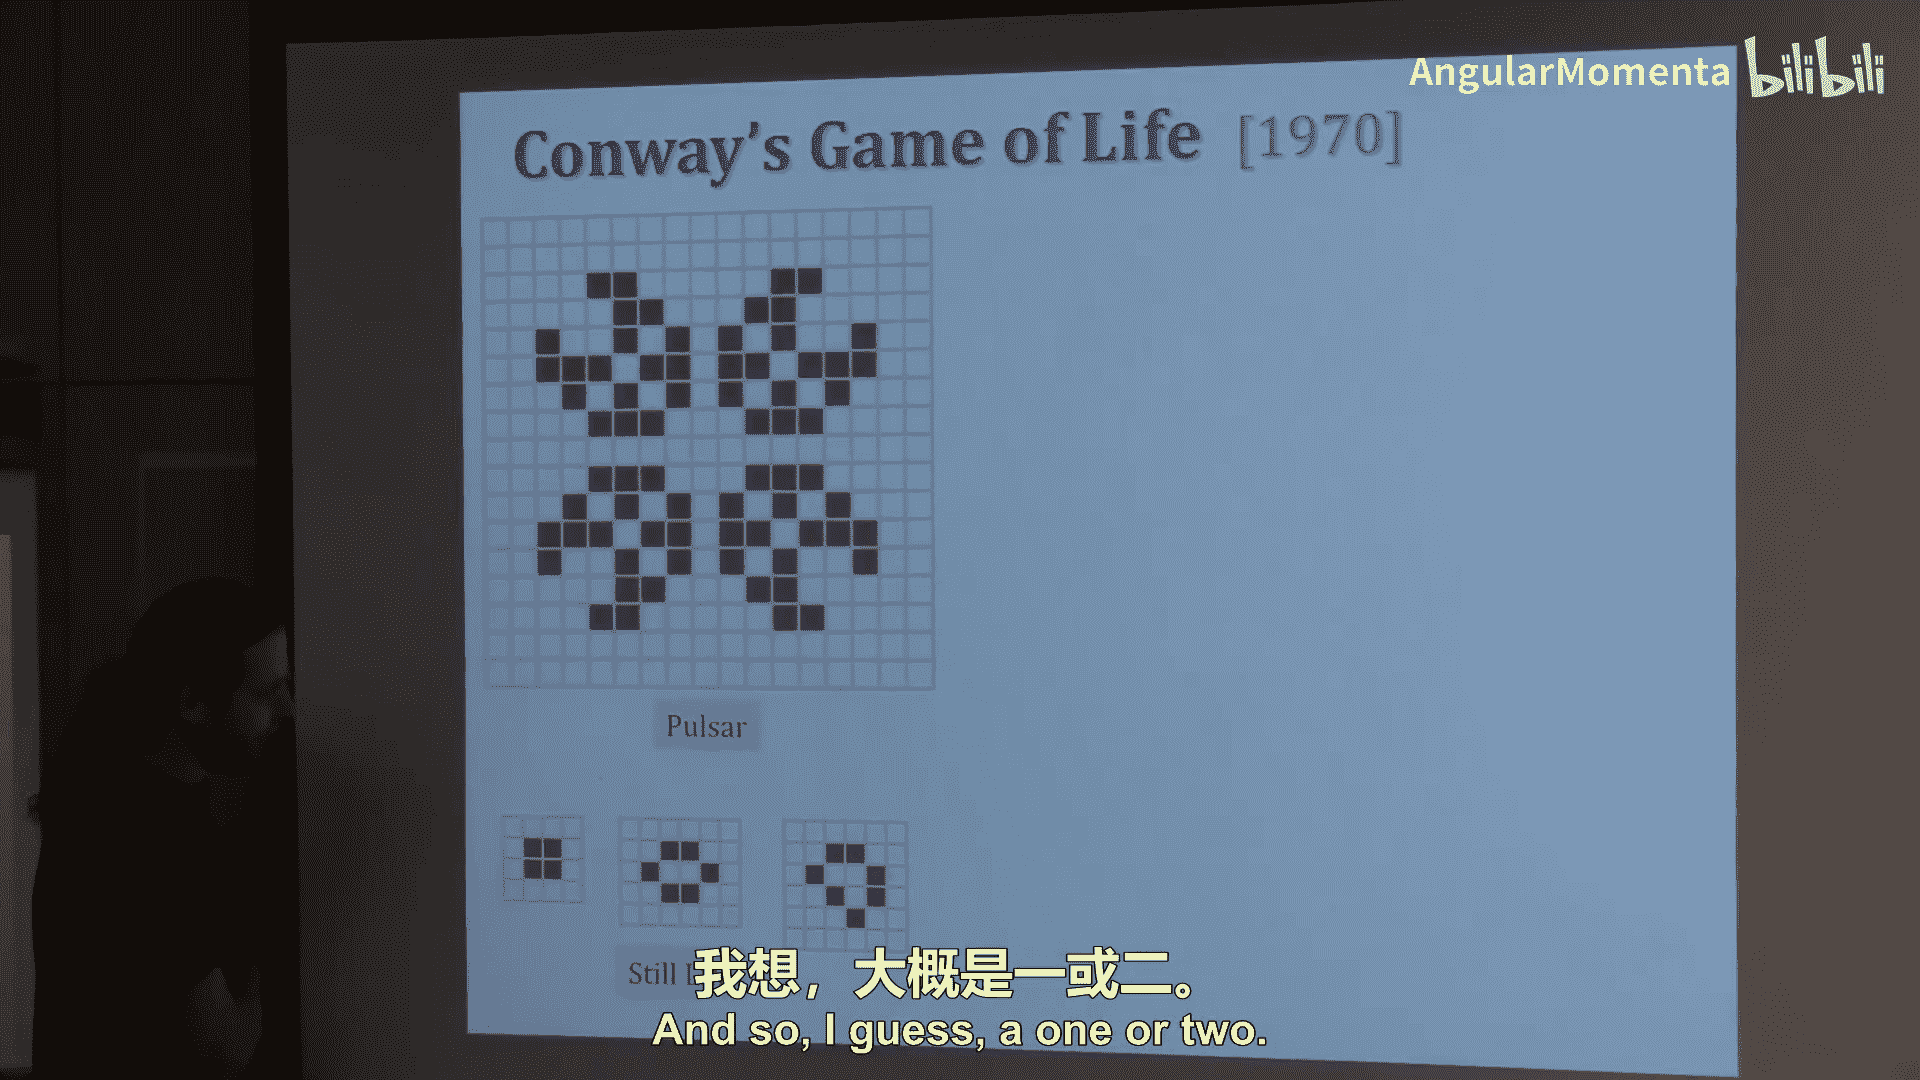 AngularMomenta bilibili
Conway's Game of Life [1970]
Pulsar
Still
我想，大概是一或二。
And so, I guess, a one or two.